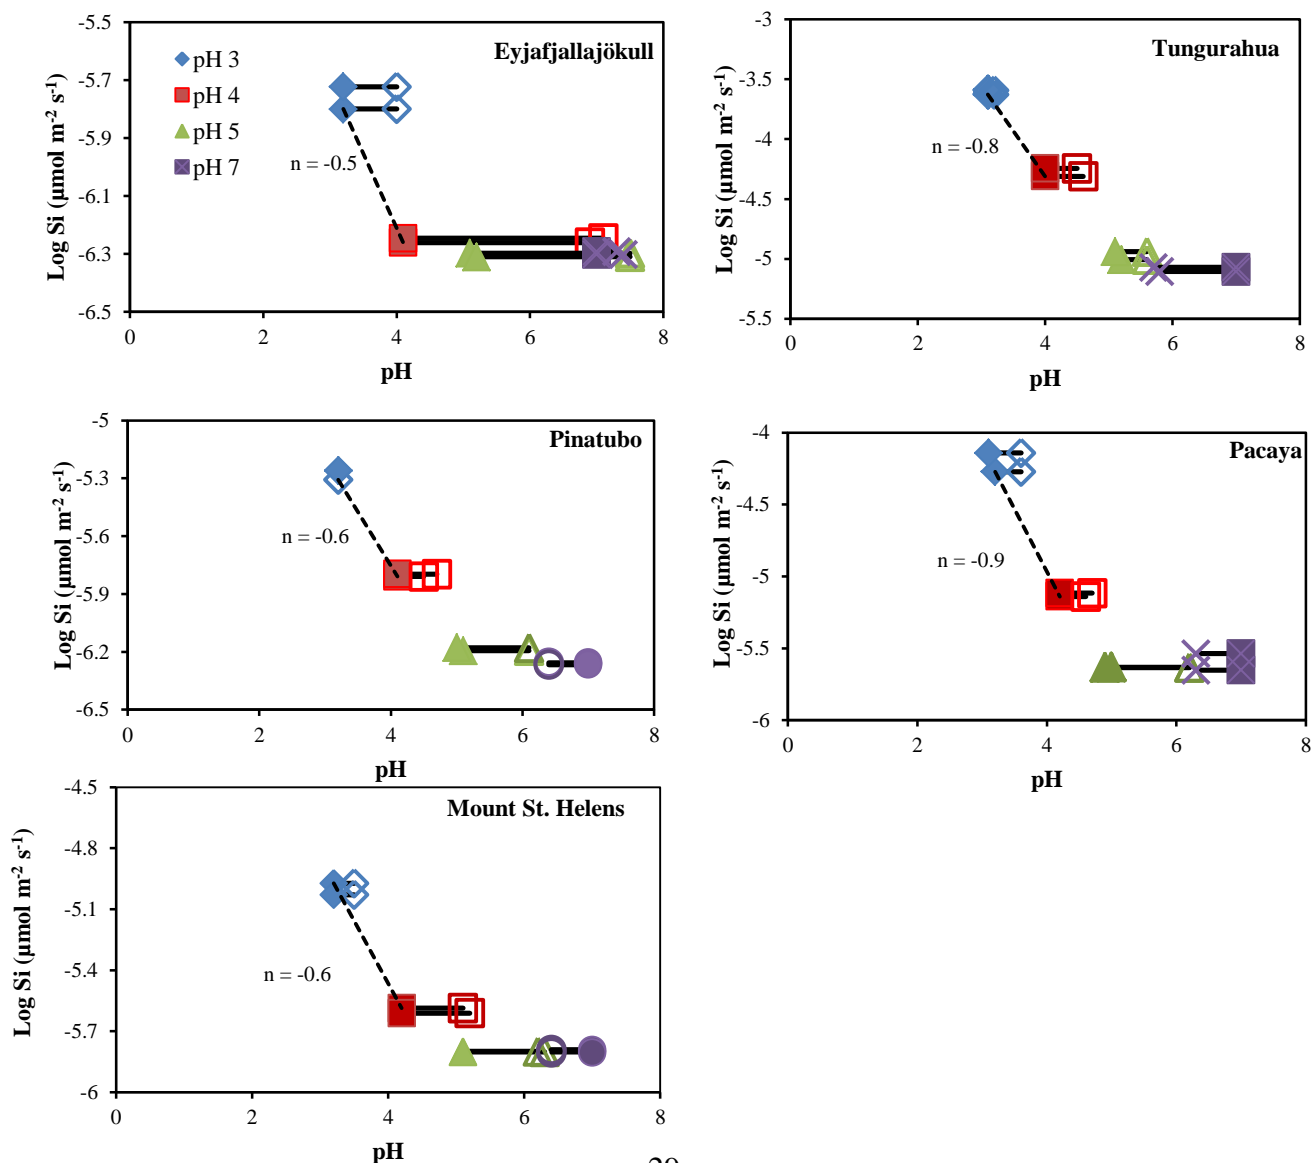 Eyjafjallajökull
pH 3
pH 4
pH 5
pH 7
n = -0.5
-5.5
-5.7
-5.9
-6.1
-6.3
-6.5
0 2 4 6 8
pH
Log Si (µmol m-2 s-1)
Tungurahua
n = -0.8
-3
-3.5
-4
-4.5
-5
-5.5
0 2 4 6 8
pH
Log Si (µmol m-2 s-1)
Pinatubo
n = -0.6
-5
-5.3
-5.6
-5.9
-6.2
-6.5
0 2 4 6 8
pH
Log Si (µmol m-2 s-1)
Pacaya
n = -0.9
-4
-4.5
-5
-5.5
-6
0 2 4 6 8
pH
Log Si (µmol m-2 s-1)
Mount St. Helens
n = -0.6
-4.5
-4.8
-5.1
-5.4
-5.7
-6
0 2 4 6 8
pH
Log Si (µmol m-2 s-1)